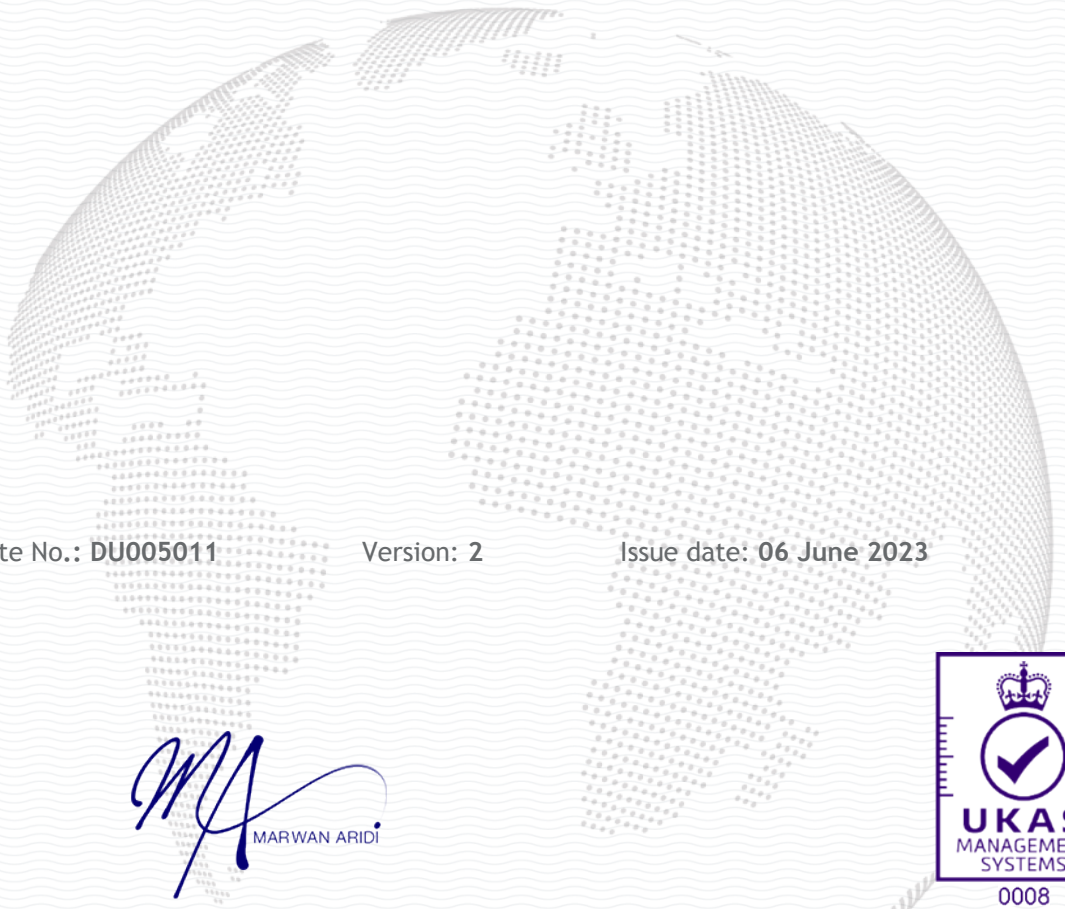 te No.: DU005011 Version: 2 Issue date: 06 June 2023
MARWAN ARIDI
UKAS
MANAGEME
SYSTEMS
0008